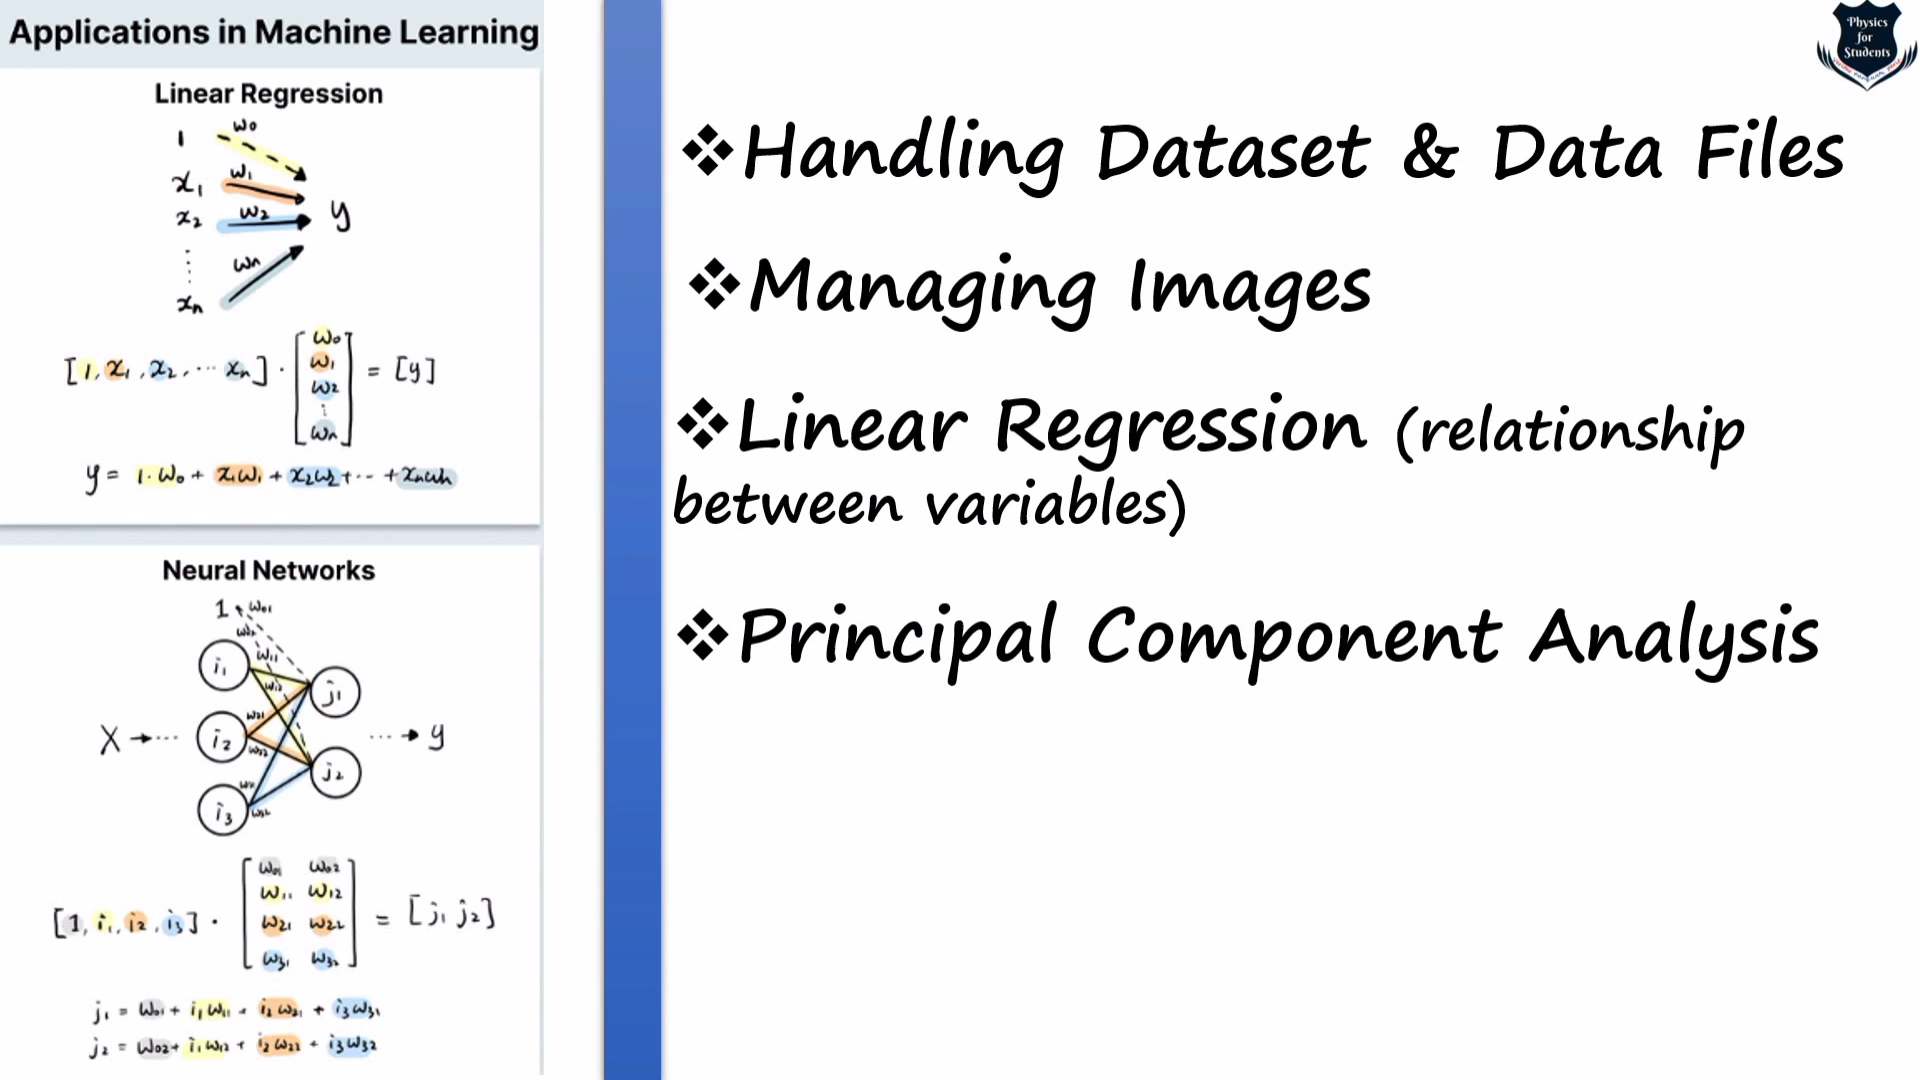 Applications in Machine Learning
Linear Regression
1 w₀
x₁ w₁
x₂ w₂ y
⋮ wₙ
xₙ
[1, x₁, x₂, ⋯ xₙ] · [w₀ w₁ w₂ ⋮ wₙ] = [y]
y = 1·w₀ + x₁w₁ + x₂w₂ + ⋯ + xₙwₙ
Neural Networks
1 w₀₁
w₀₂
i₁ w₁₁
w₁₂ j₁
w₂₁
X → ⋯ i₂ ⋯ → y
w₂₂
j₂
i₃ w₃₂
[1, i₁, i₂, i₃] · [w₀₁ w₀₂ w₁₁ w₁₂ w₂₁ w₂₂ w₃₁ w₃₂] = [j₁ j₂]
j₁ = w₀₁ + i₁w₁₁ + i₂w₂₁ + i₃w₃₁
j₂ = w₀₂ + i₁w₁₂ + i₂w₂₂ + i₃w₃₂
Physics
for
Students
❖Handling Dataset & Data Files
❖Managing Images
❖Linear Regression (relationship
between variables)
❖Principal Component Analysis